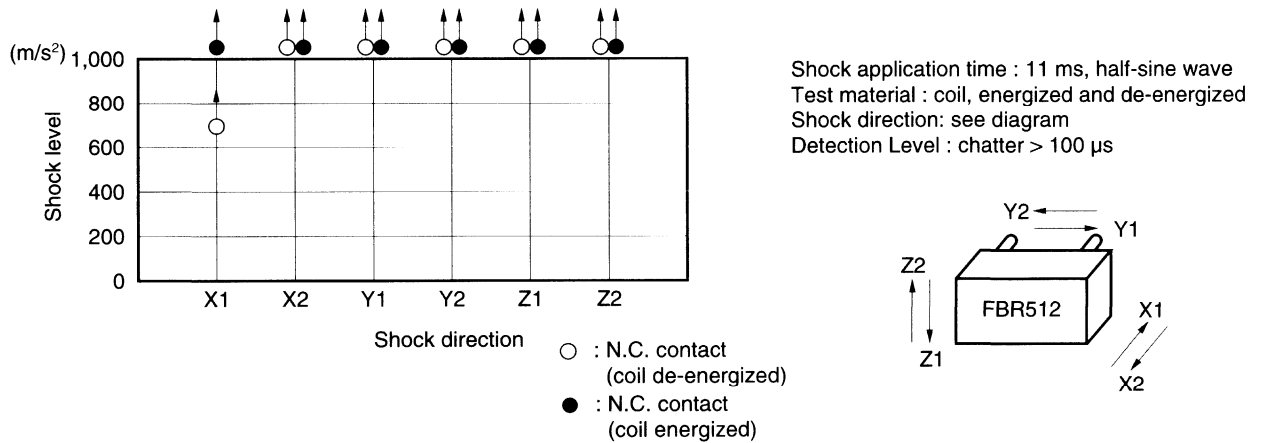 (m/s²) 1,000
800
600
400
200
0
Shock level
X1 X2 Y1 Y2 Z1 Z2
Shock direction
: N.C. contact
(coil de-energized)
: N.C. contact
(coil energized)
Shock application time : 11 ms, half-sine wave
Test material : coil, energized and de-energized
Shock direction: see diagram
Detection Level : chatter > 100 μs
Y2
Y1
Z2
FBR512
X1
Z1
X2